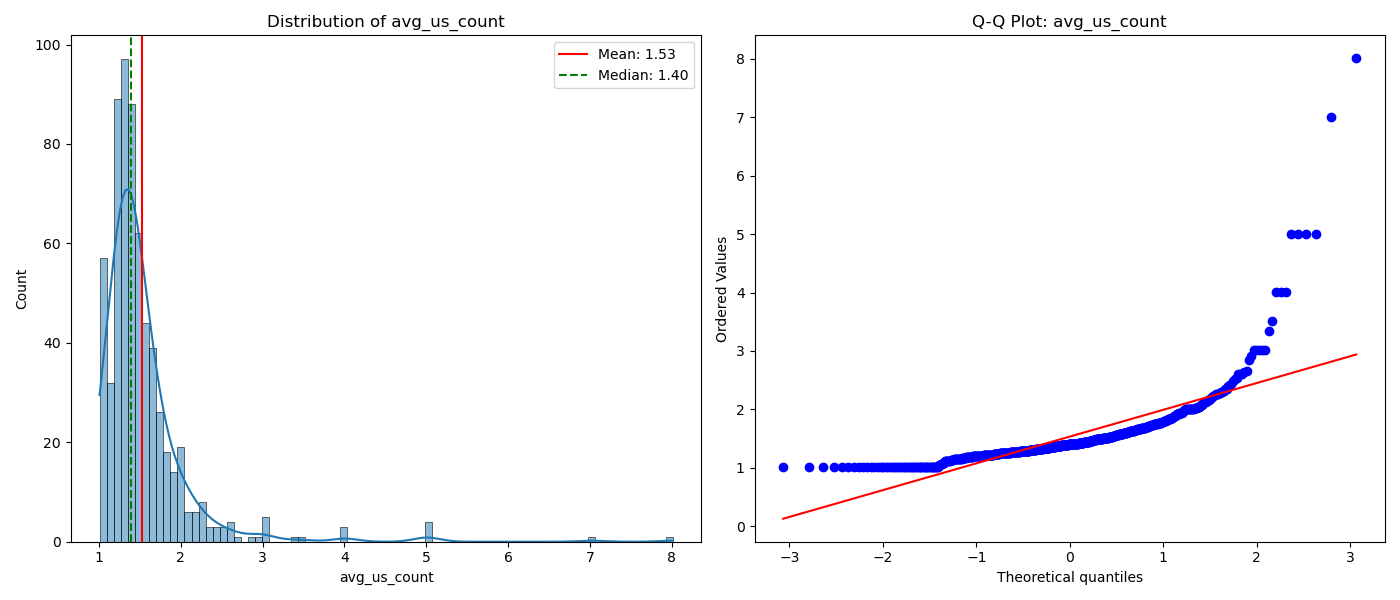 Distribution of avg_us_count
Mean: 1.53
Median: 1.40
100
80
60
40
20
0
Count
1 2 3 4 5 6 7 8
avg_us_count
Q-Q Plot: avg_us_count
8
7
6
5
4
3
2
1
0
Ordered Values
−3 −2 −1 0 1 2 3
Theoretical quantiles